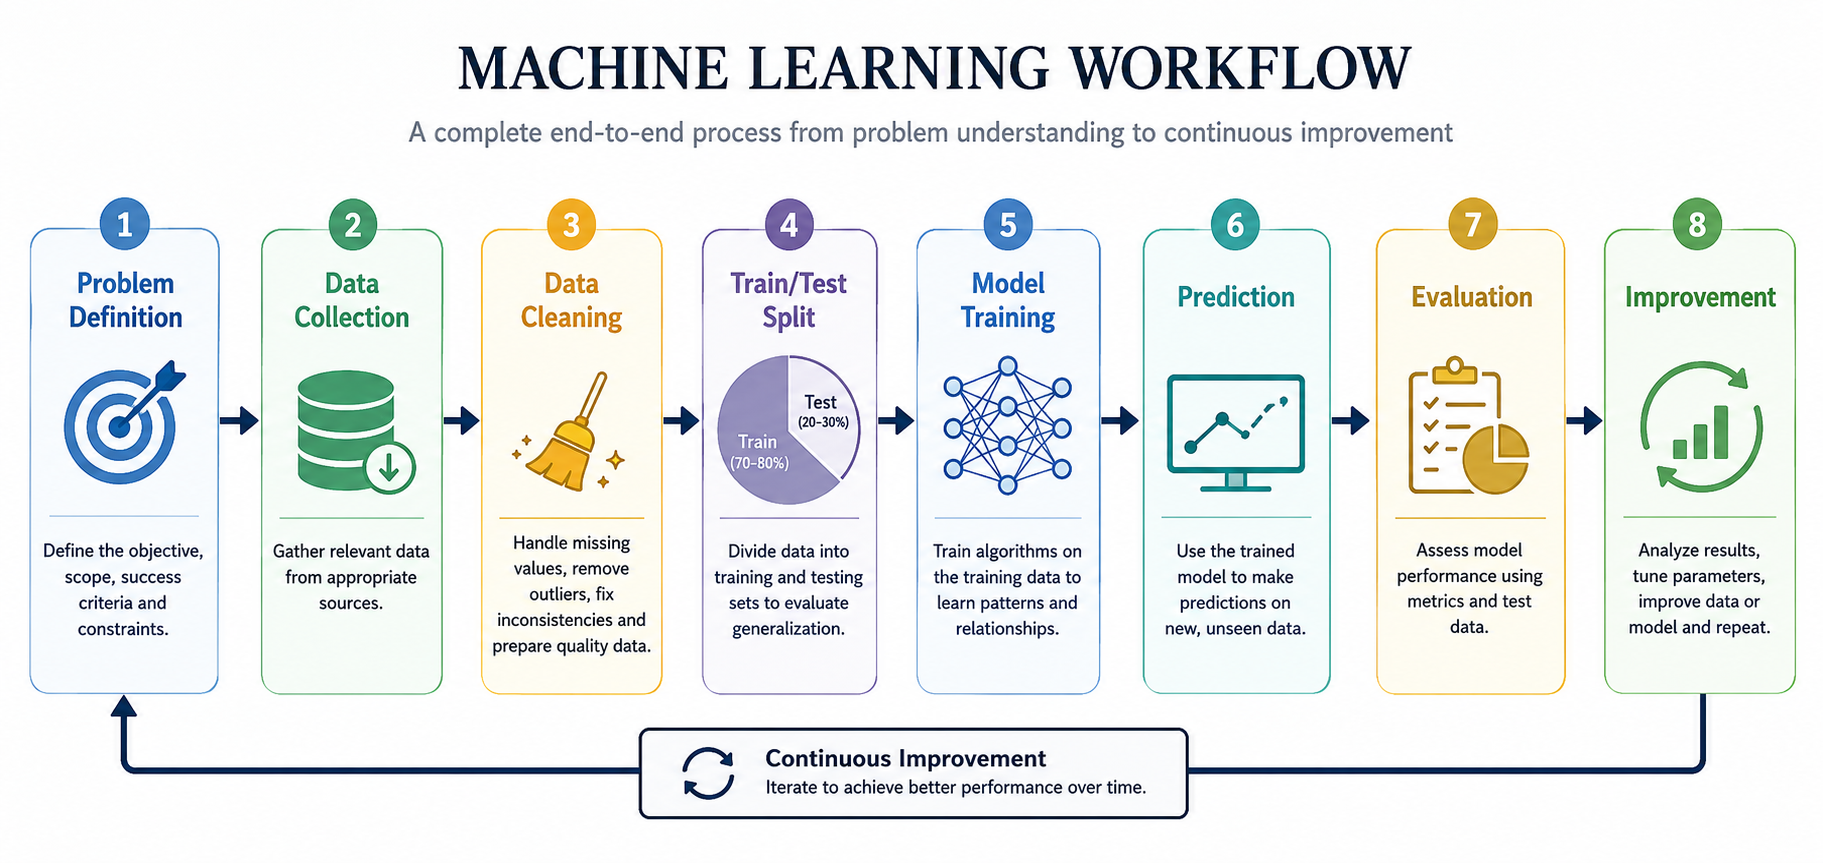 MACHINE LEARNING WORKFLOW
A complete end-to-end process from problem understanding to continuous improvement
1
Problem
Definition
Define the objective,
scope, success
criteria and
constraints.
2
Data
Collection
Gather relevant data
from appropriate
sources.
3
Data
Cleaning
Handle missing
values, remove
outliers, fix
inconsistencies and
prepare quality data.
4
Train/Test
Split
Test
(20-30%)
Train
(70-80%)
Divide data into
training and testing
sets to evaluate
generalization.
5
Model
Training
Train algorithms on
the training data to
learn patterns and
relationships.
6
Prediction
Use the trained
model to make
predictions on
new, unseen data.
7
Evaluation
Assess model
performance using
metrics and test
data.
8
Improvement
Analyze results,
tune parameters,
improve data or
model and repeat.
Continuous Improvement
Iterate to achieve better performance over time.